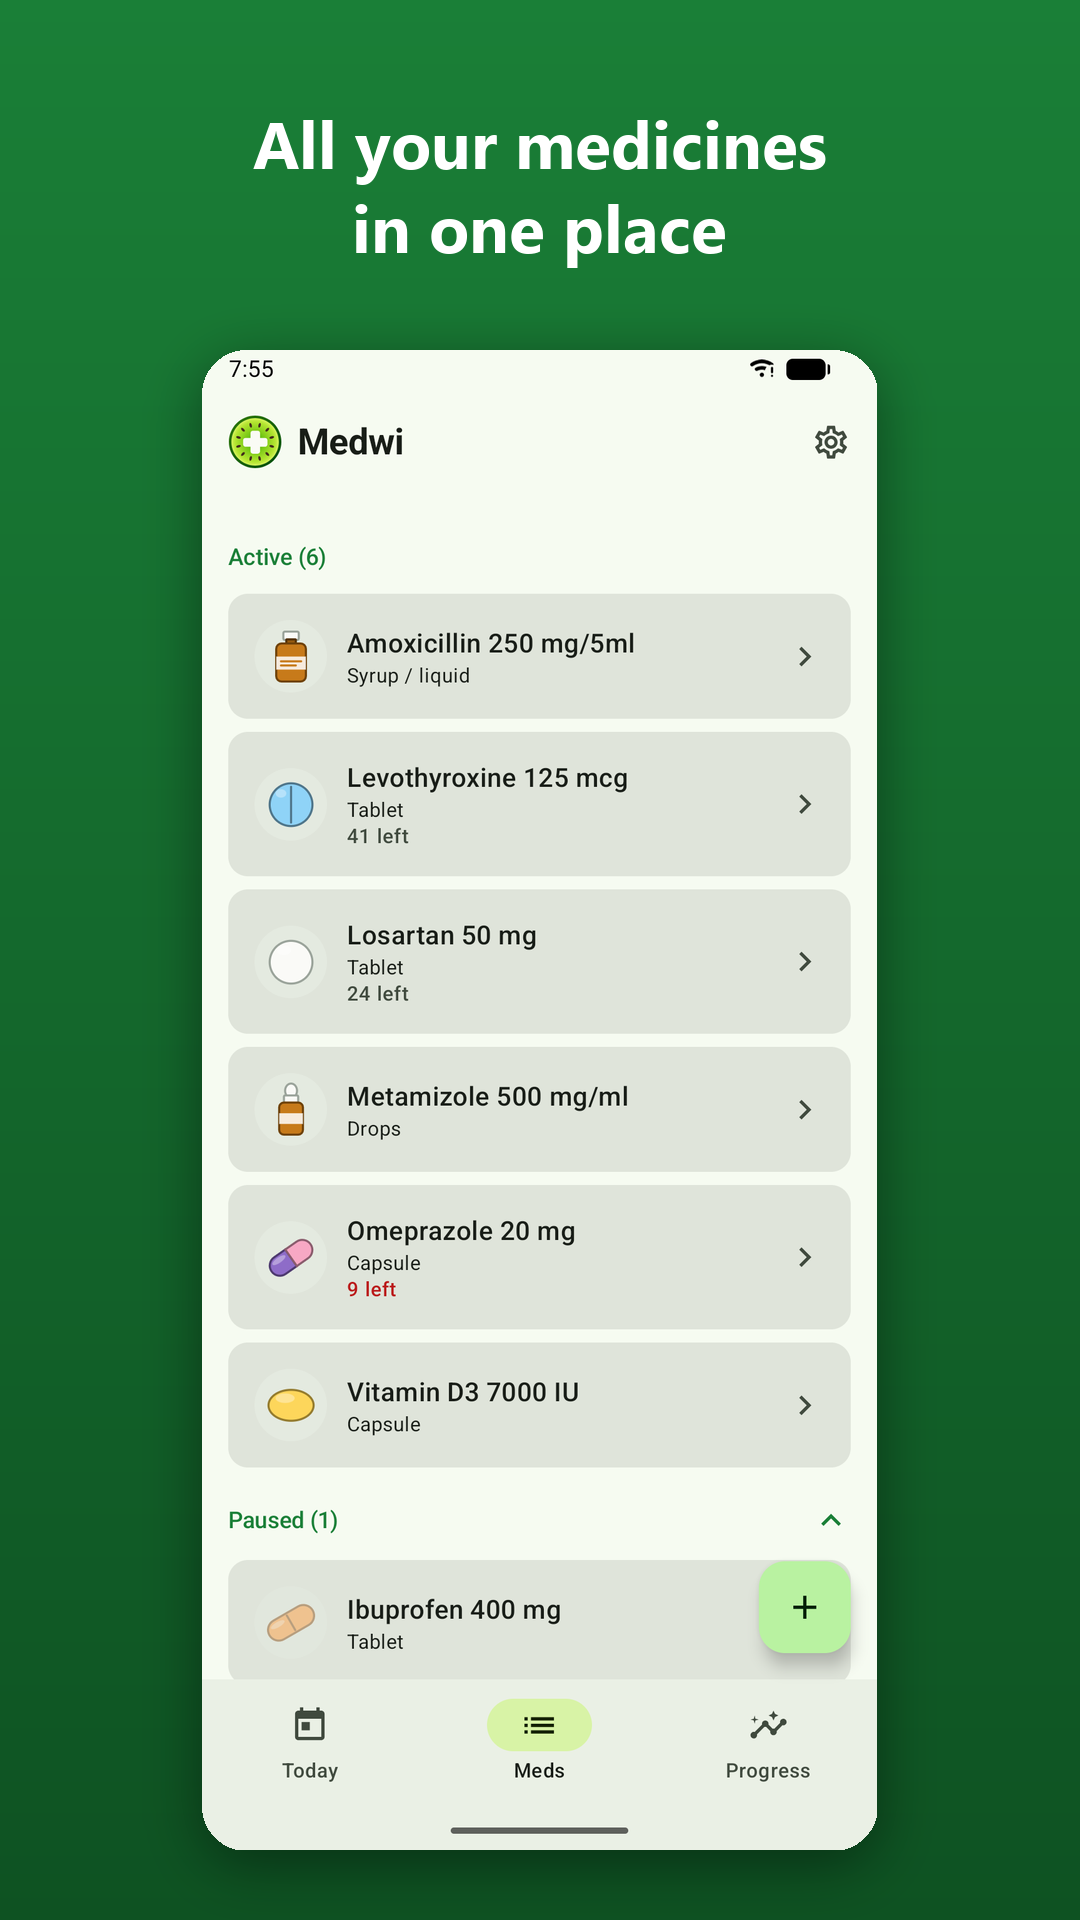 All your medicines
in one place
7:55
Medwi
Active (6)
Amoxicillin 250 mg/5ml
Syrup / liquid
Levothyroxine 125 mcg
Tablet
41 left
Losartan 50 mg
Tablet
24 left
Metamizole 500 mg/ml
Drops
Omeprazole 20 mg
Capsule
9 left
Vitamin D3 7000 IU
Capsule
Paused (1)
Ibuprofen 400 mg
Tablet
Today
Meds
Progress